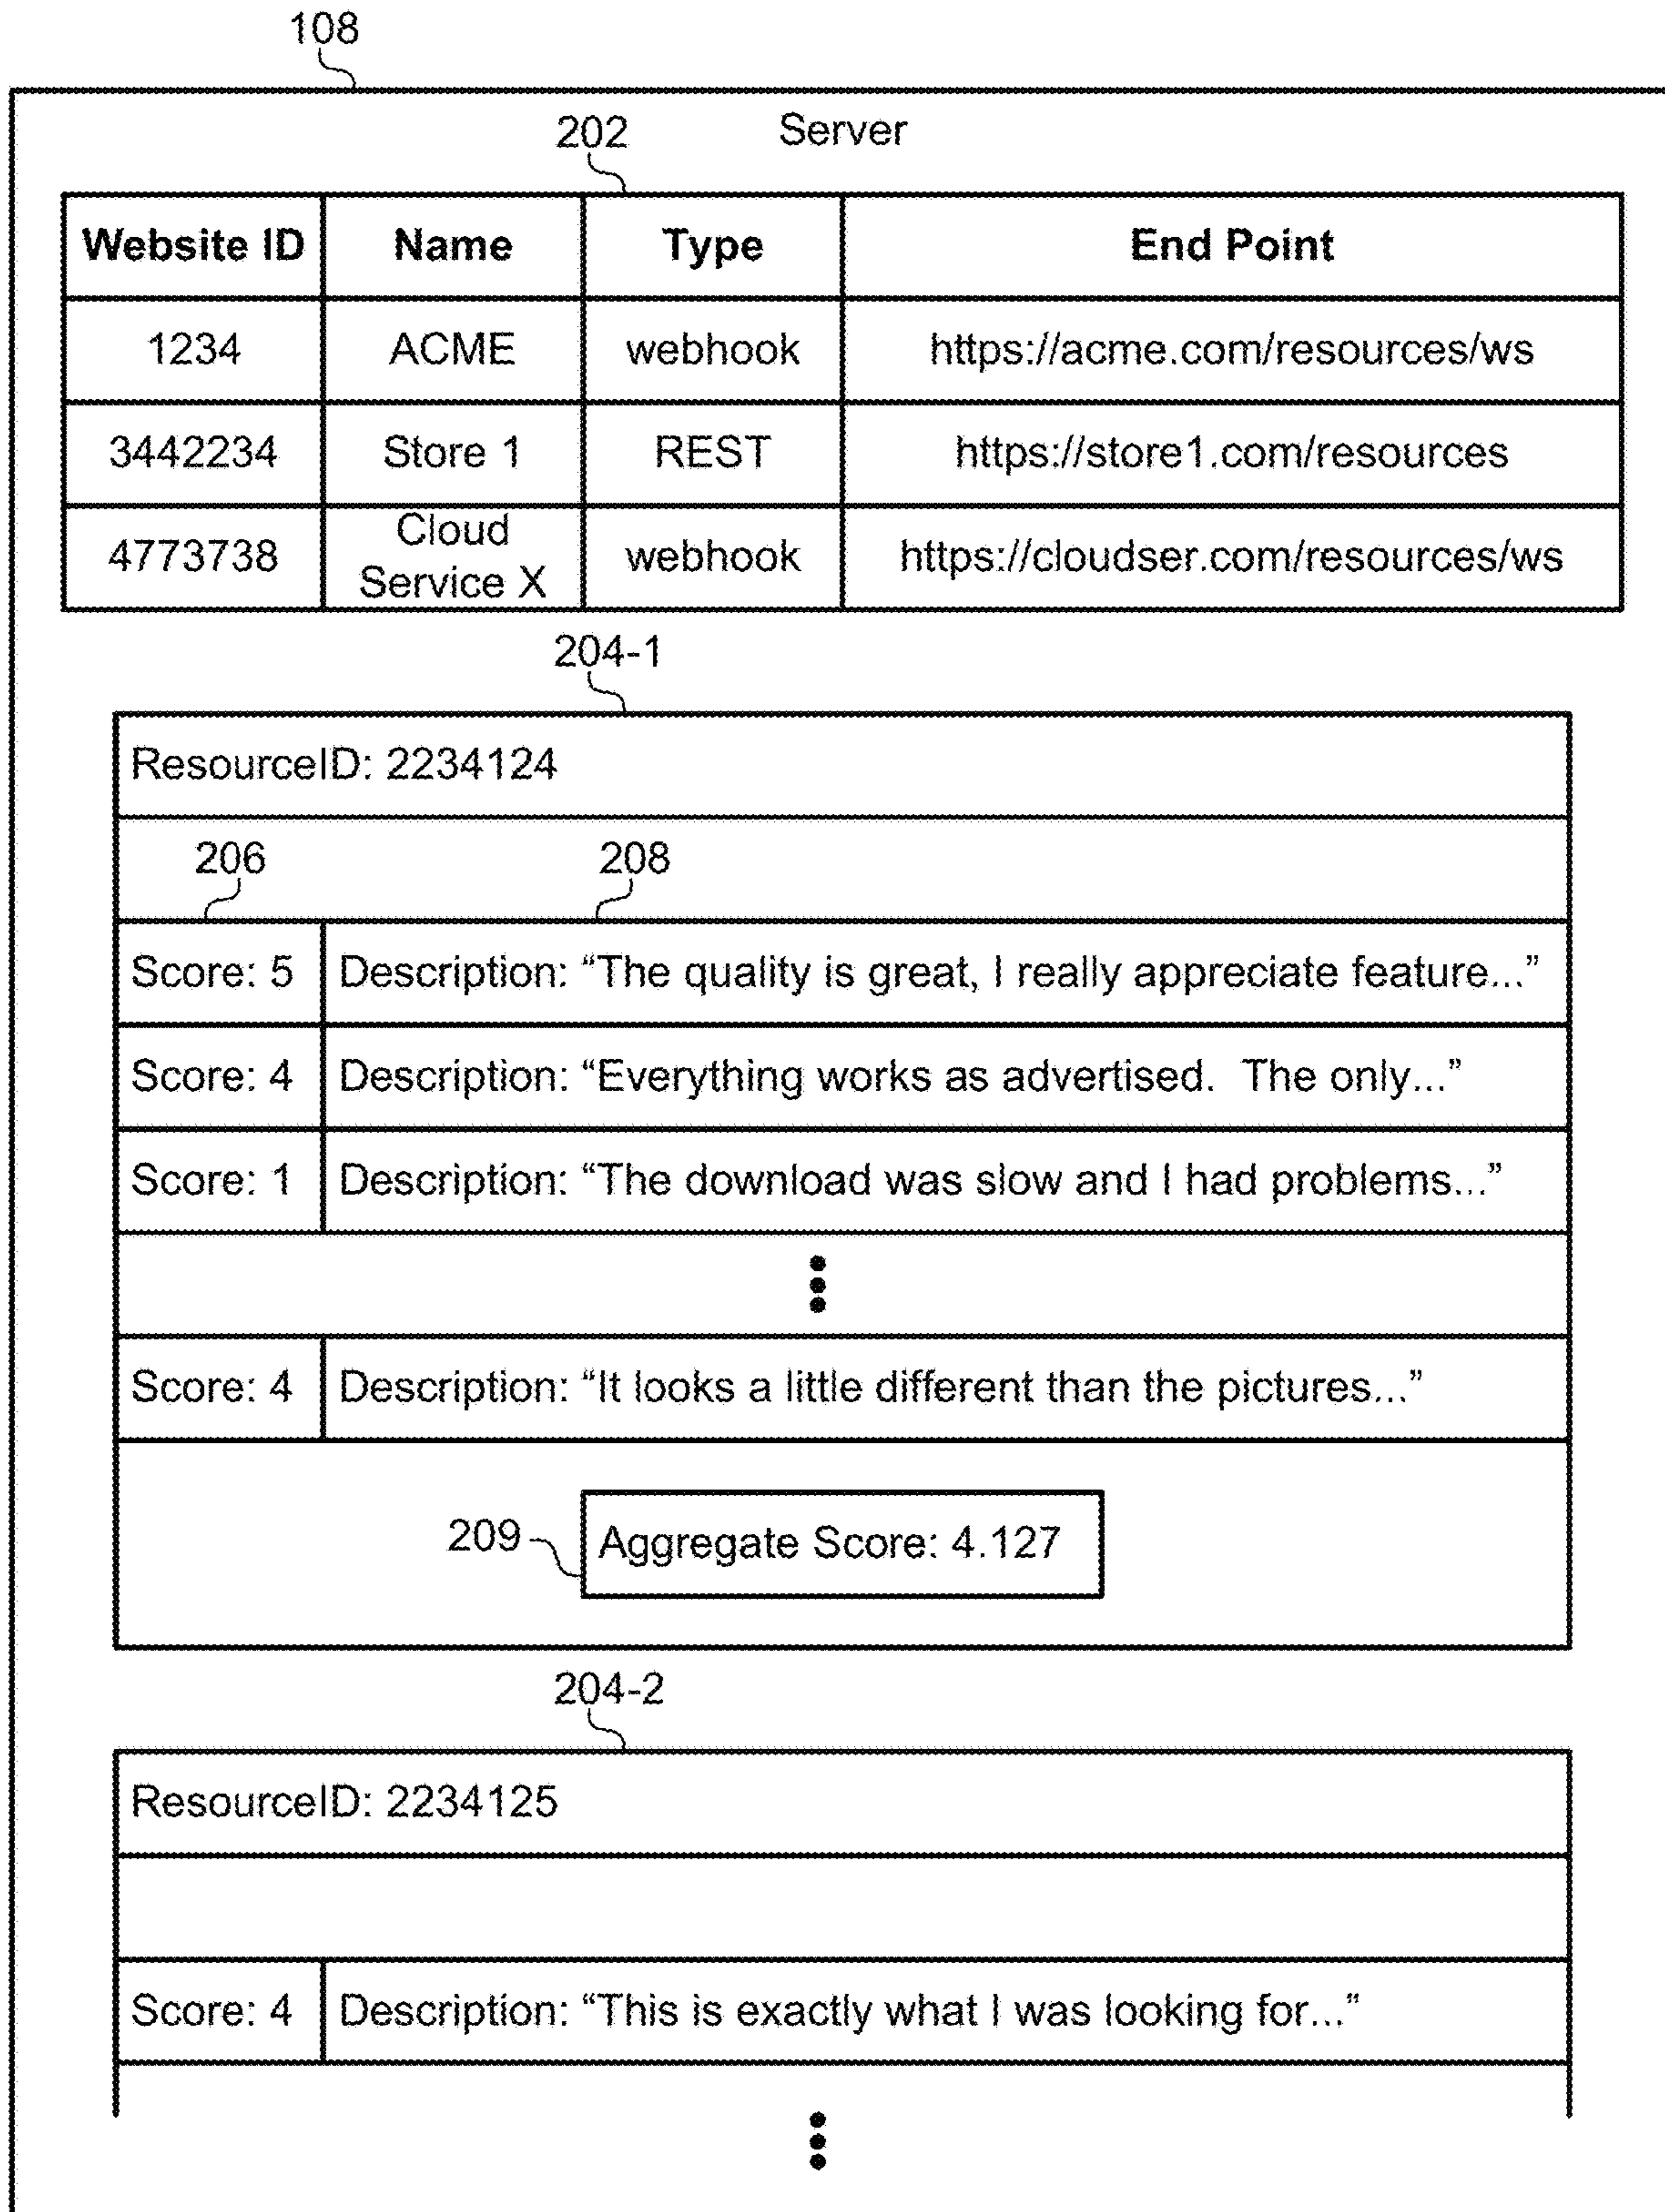 108
Server
202
Website ID Name Type End Point
1234 ACME webhook https://acme.com/resources/ws
3442234 Store 1 REST https://store1.com/resources
4773738 Cloud Service X webhook https://cloudser.com/resources/ws
204-1
ResourceID: 2234124
206 208
Score: 5 Description: “The quality is great, I really appreciate feature...”
Score: 4 Description: “Everything works as advertised.  The only...”
Score: 1 Description: “The download was slow and I had problems...”
Score: 4 Description: “It looks a little different than the pictures...”
209 Aggregate Score: 4.127
204-2
ResourceID: 2234125
Score: 4 Description: “This is exactly what I was looking for...”